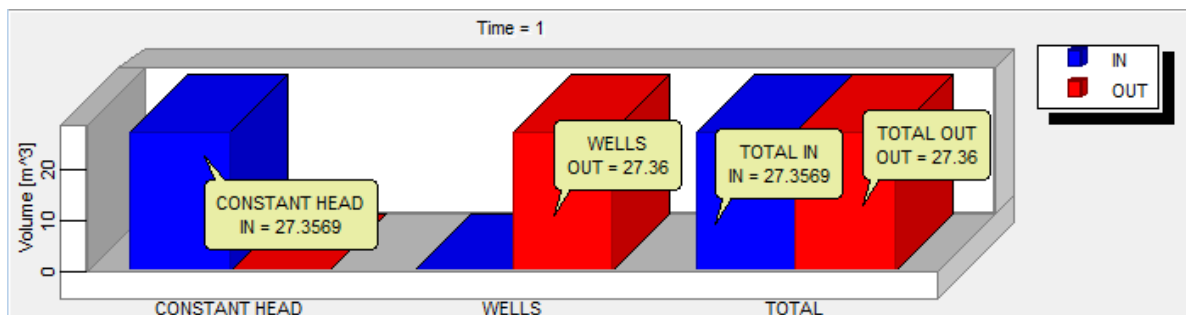 Time = 1
IN
OUT
Volume [m^3]
20
10
0
CONSTANT HEAD
IN = 27.3569
WELLS
OUT = 27.36
TOTAL IN
IN = 27.3569
TOTAL OUT
OUT = 27.36
CONSTANT HEAD
WELLS
TOTAL